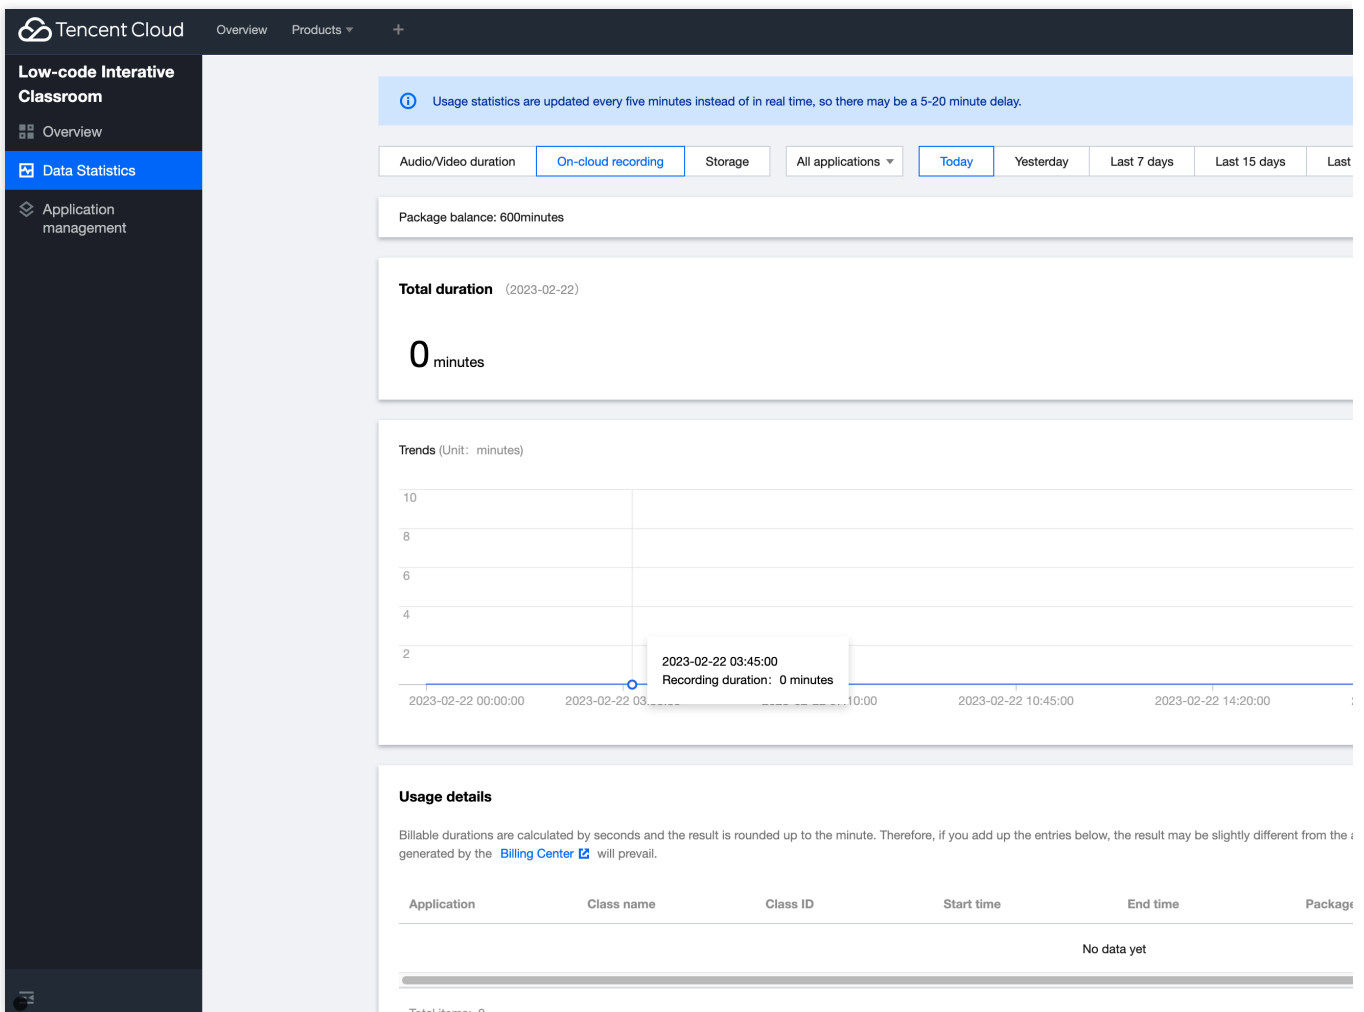 Tencent Cloud
Overview
Products
Low-code Interative
Classroom
Overview
Data Statistics
Application
management
Usage statistics are updated every five minutes instead of in real time, so there may be a 5-20 minute delay.
Audio/Video duration
On-cloud recording
Storage
All applications
Today
Yesterday
Last 7 days
Last 15 days
Last
Package balance: 600minutes
Total duration (2023-02-22)
0 minutes
Trends (Unit: minutes)
10
8
6
4
2
2023-02-22 03:45:00
Recording duration: 0 minutes
2023-02-22 00:00:00
2023-02-22 03
10:00
2023-02-22 10:45:00
2023-02-22 14:20:00
Usage details
Billable durations are calculated by seconds and the result is rounded up to the minute. Therefore, if you add up the entries below, the result may be slightly different from the
generated by the Billing Center will prevail.
Application
Class name
Class ID
Start time
End time
Package
No data yet